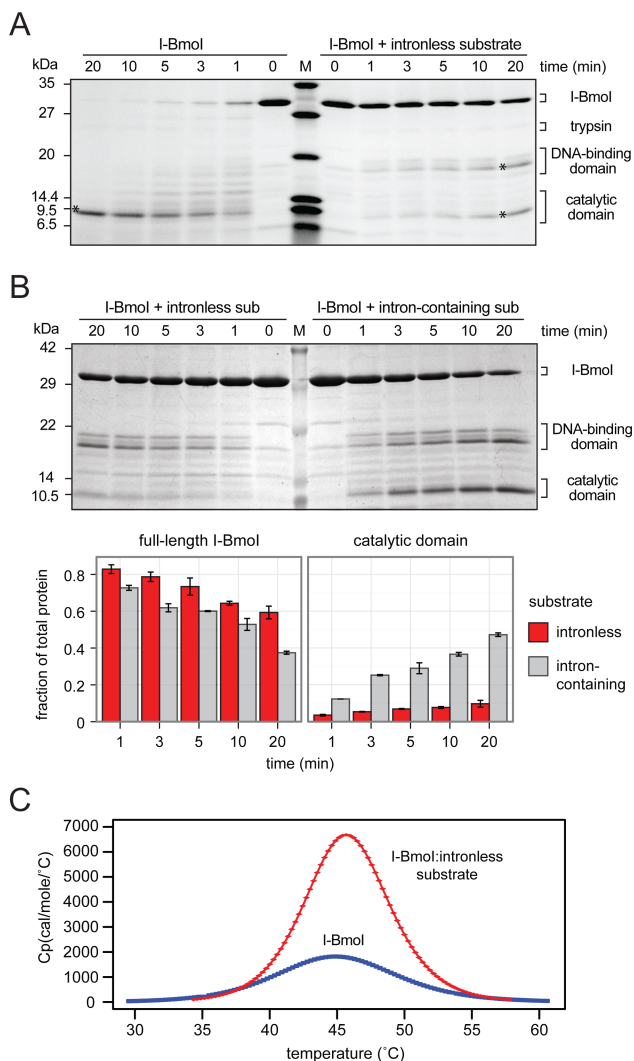 A
I-BmoI
I-BmoI + intronless substrate
kDa
20 10 5 3 1 0 M 0 1 3 5 10 20 time (min)
35
27
20
14.4
9.5
6.5
*
*
*
I-BmoI
trypsin
DNA-binding
domain
catalytic
domain
B
I-BmoI + intronless sub
I-BmoI + intron-containing sub
kDa
20 10 5 3 1 0 M 0 1 3 5 10 20 time (min)
42
29
22
14
10.5
I-BmoI
DNA-binding
domain
catalytic
domain
full-length I-BmoI
catalytic domain
fraction of total protein
0.8
0.6
0.4
0.2
0
1 3 5 10 20
1 3 5 10 20
time (min)
substrate
intronless
intron-
containing
C
Cp(cal/mole/°C)
7000
6000
5000
4000
3000
2000
1000
0
I-BmoI:intronless
substrate
I-BmoI
30 35 40 45 50 55 60
temperature (°C)